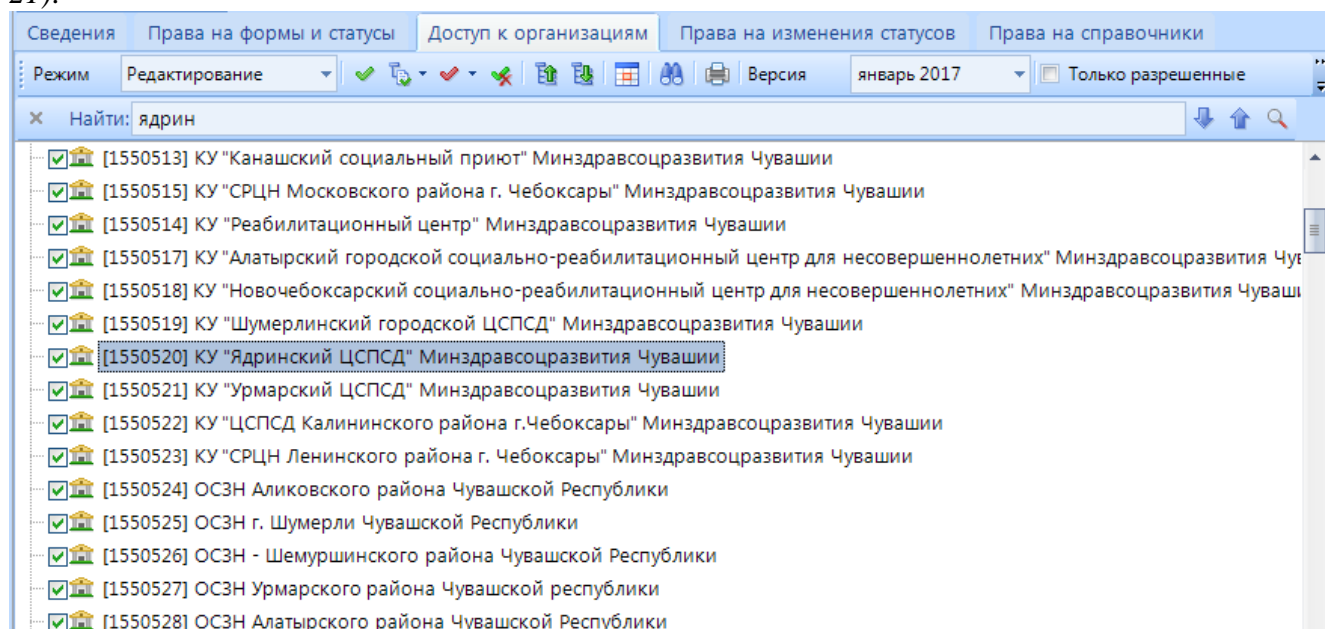 21).
Сведения Права на формы и статусы Доступ к организациям Права на изменения статусов Права на справочники
Режим Редактирование Версия январь 2017 Только разрешенные
Найти: ядрин
[1550513] КУ "Канашский социальный приют" Минздравсоцразвития Чувашии
[1550515] КУ "СРЦН Московского района г. Чебоксары" Минздравсоцразвития Чувашии
[1550514] КУ "Реабилитационный центр" Минздравсоцразвития Чувашии
[1550517] КУ "Алатырский городской социально-реабилитационный центр для несовершеннолетних" Минздравсоцразвития Чув
[1550518] КУ "Новочебоксарский социально-реабилитационный центр для несовершеннолетних" Минздравсоцразвития Чуваши
[1550519] КУ "Шумерлинский городской ЦСПСД" Минздравсоцразвития Чувашии
[1550520] КУ "Ядринский ЦСПСД" Минздравсоцразвития Чувашии
[1550521] КУ "Урмарский ЦСПСД" Минздравсоцразвития Чувашии
[1550522] КУ "ЦСПСД Калининского района г.Чебоксары" Минздравсоцразвития Чувашии
[1550523] КУ "СРЦН Ленинского района г. Чебоксары" Минздравсоцразвития Чувашии
[1550524] ОСЗН Аликовского района Чувашской Республики
[1550525] ОСЗН г. Шумерли Чувашской Республики
[1550526] ОСЗН - Шемуршинского района Чувашской Республики
[1550527] ОСЗН Урмарского района Чувашской республики
[1550528] ОСЗН Алатырского района Чувашской Республики